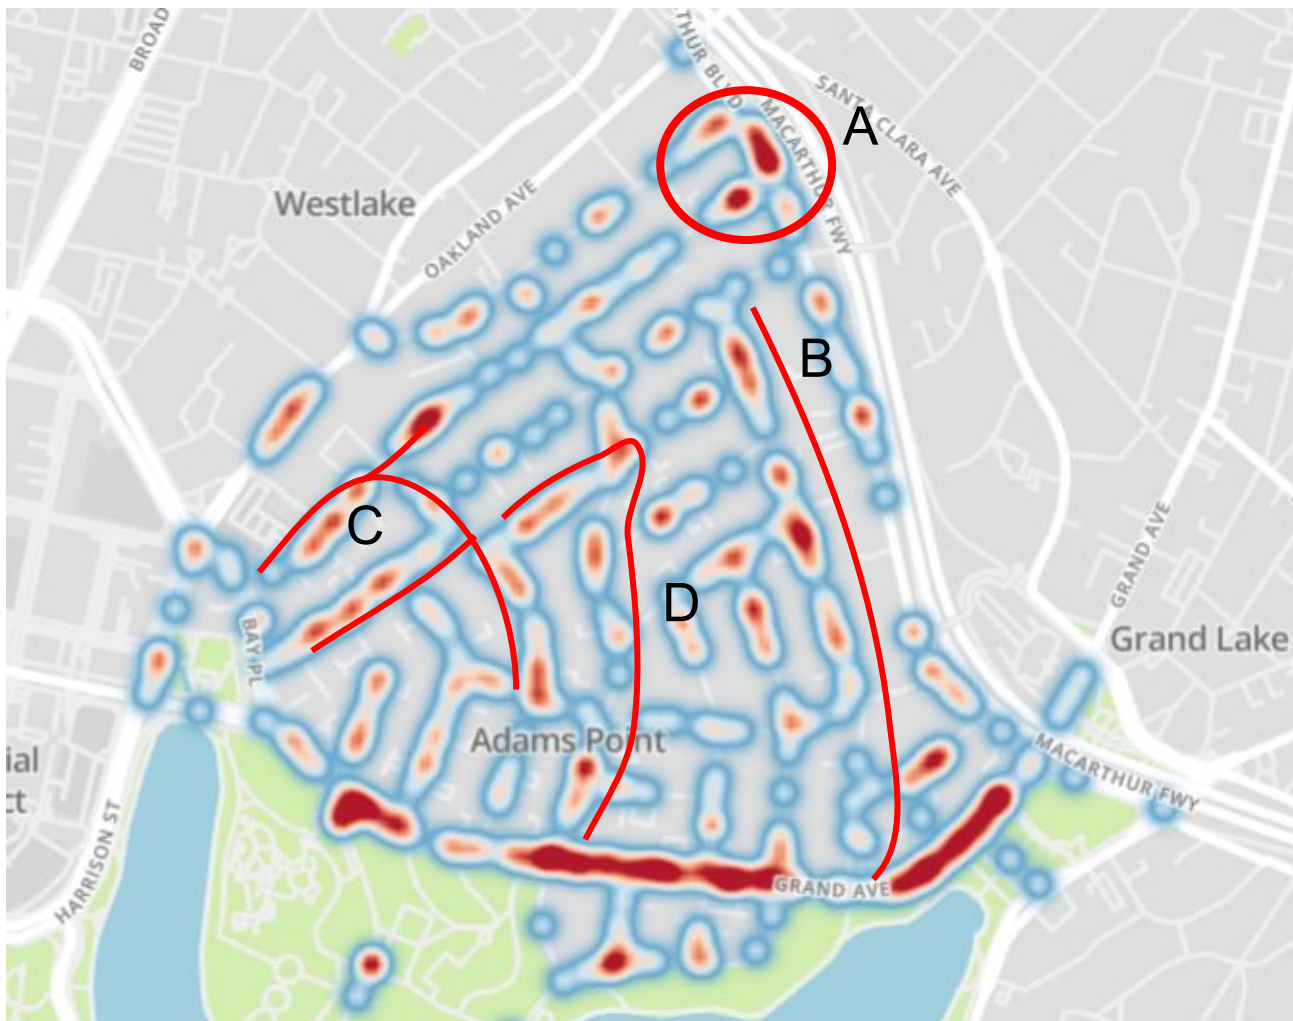 BROAD
THUR BLVD
SANTA CLARA AVE
MACARTHUR FWY
A
Westlake
OAKLAND AVE
B
C
D
GRAND AVE
BAY PL
Grand Lake
Adams Point
MACARTHUR FWY
ial
ct
HARRISON ST
GRAND AVE